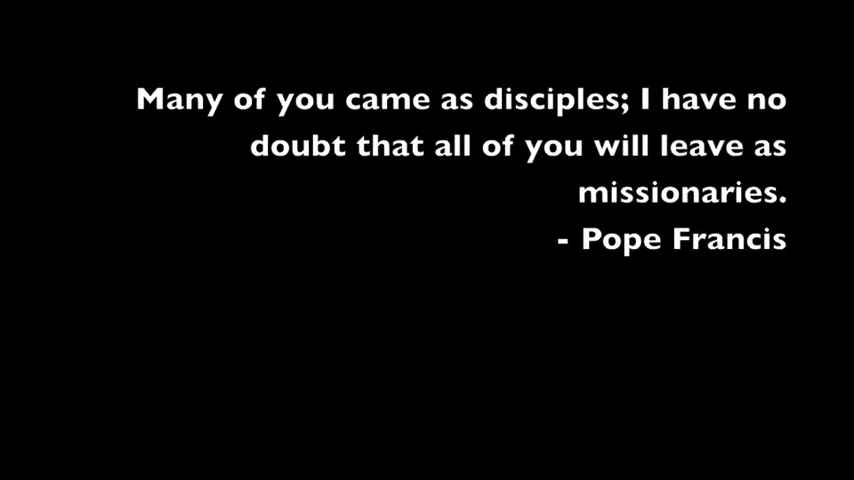 Many of you came as disciples; I have no
doubt that all of you will leave as
missionaries.
- Pope Francis